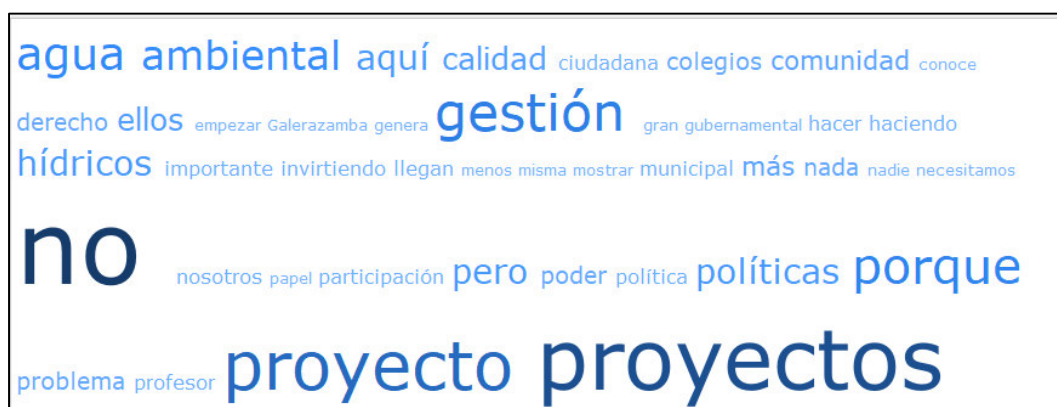 agua ambiental aquí calidad ciudadana colegios comunidad conoce
derecho ellos empezar Galerazamba genera gestión gran gubernamental hacer haciendo
hídricos importante invirtiendo llegan menos misma mostrar municipal más nada nadie necesitamos
no nosotros papel participación pero poder política políticas porque
problema profesor proyecto proyectos